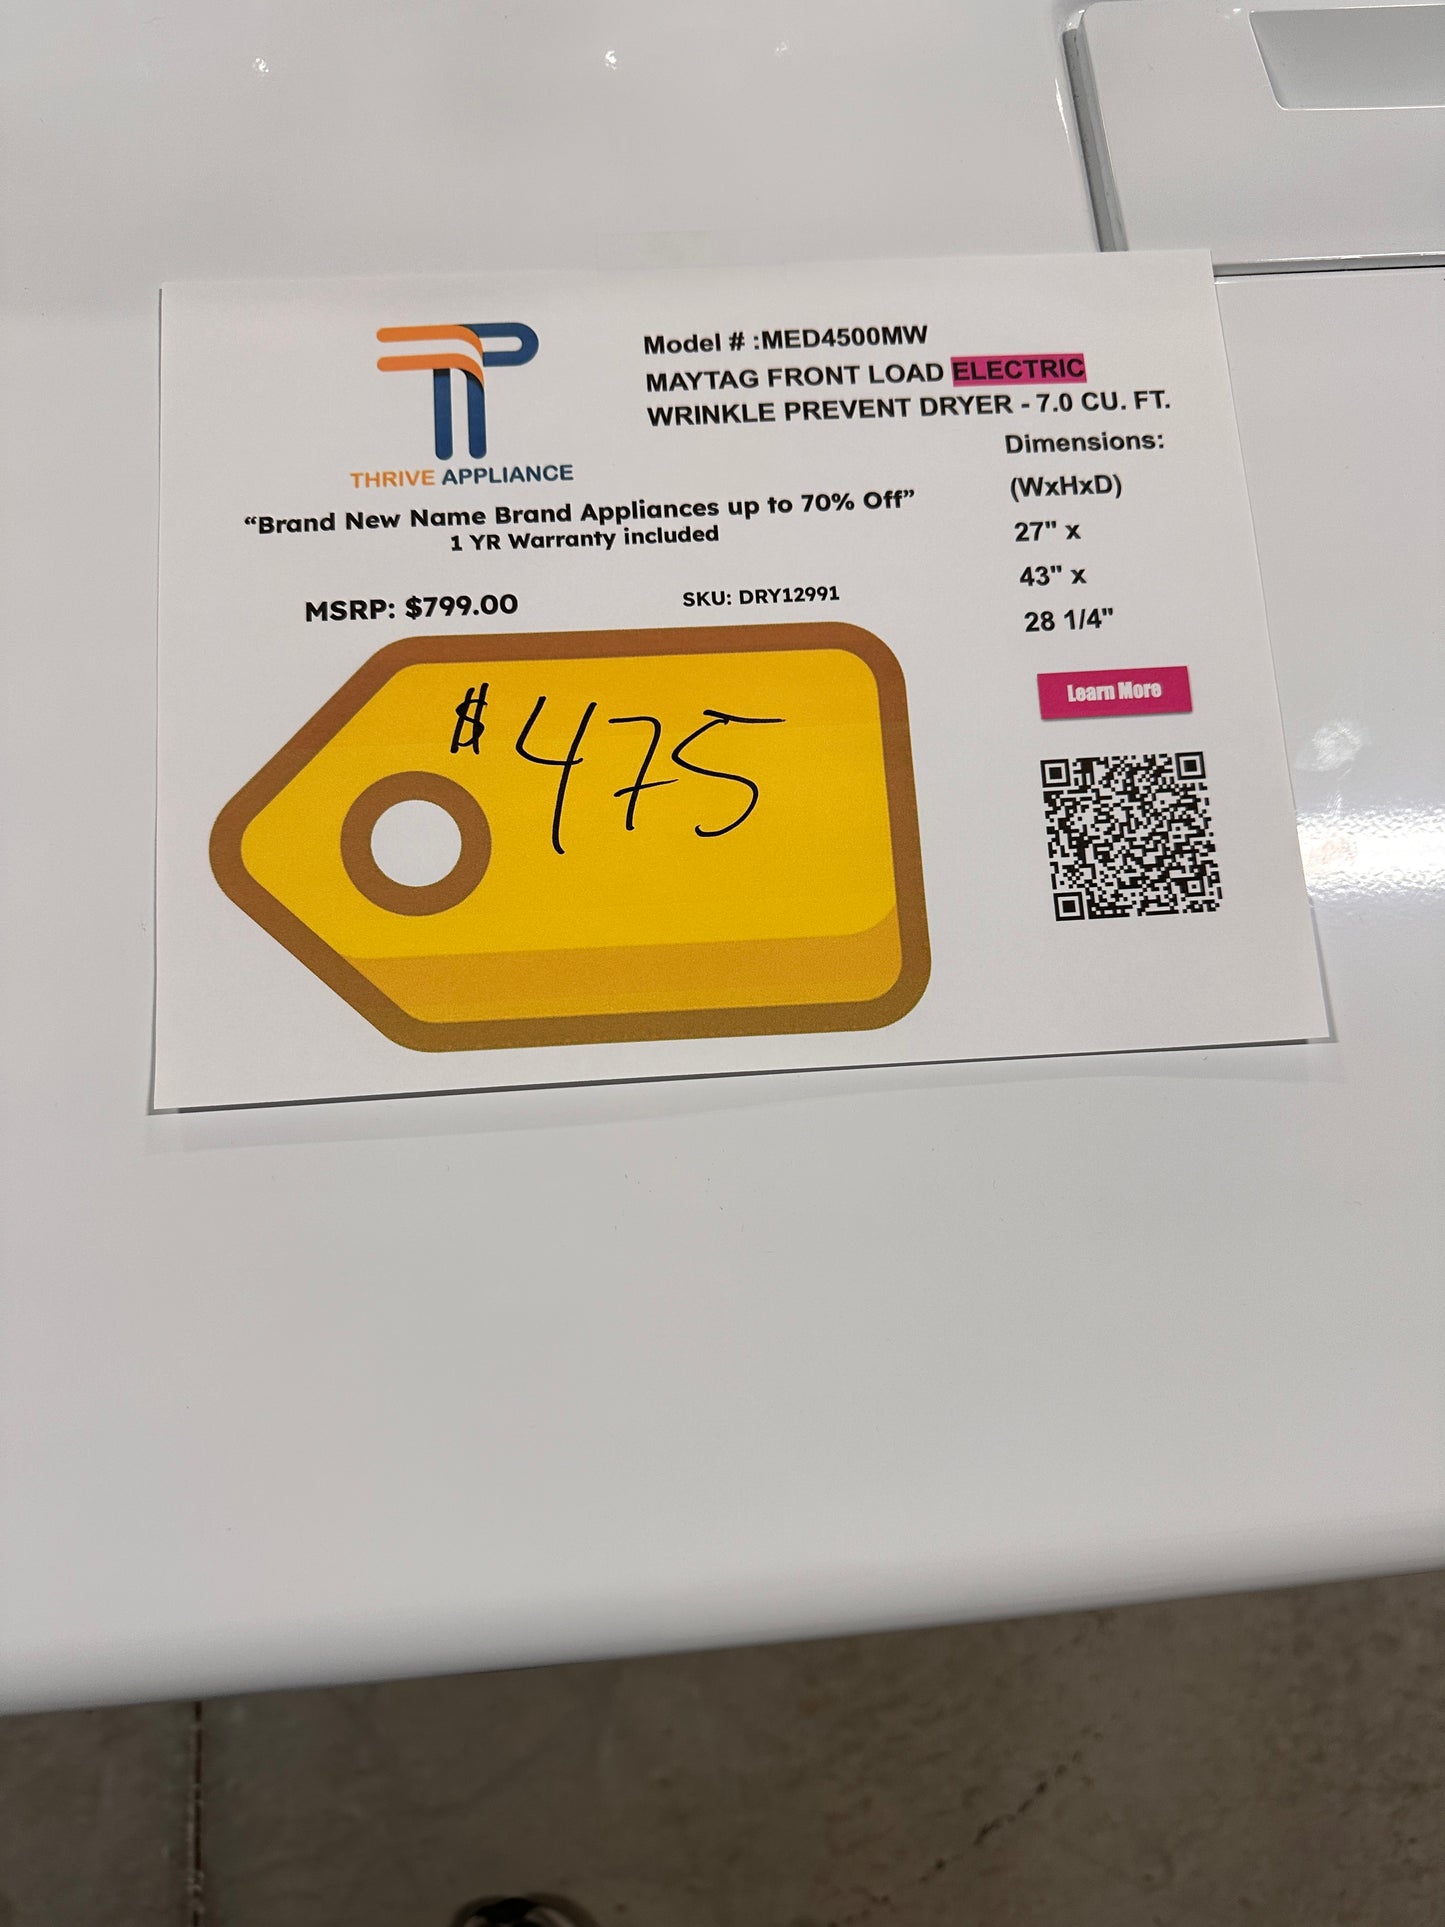 THRIVE APPLIANCE
Model # :MED4500MW
MAYTAG FRONT LOAD ELECTRIC
WRINKLE PREVENT DRYER - 7.0 CU. FT.
“Brand New Name Brand Appliances up to 70% Off”
1 YR Warranty included
MSRP: $799.00
SKU: DRY12991
Dimensions:
(WxHxD)
27" x
43" x
28 1/4"
$475
Learn More